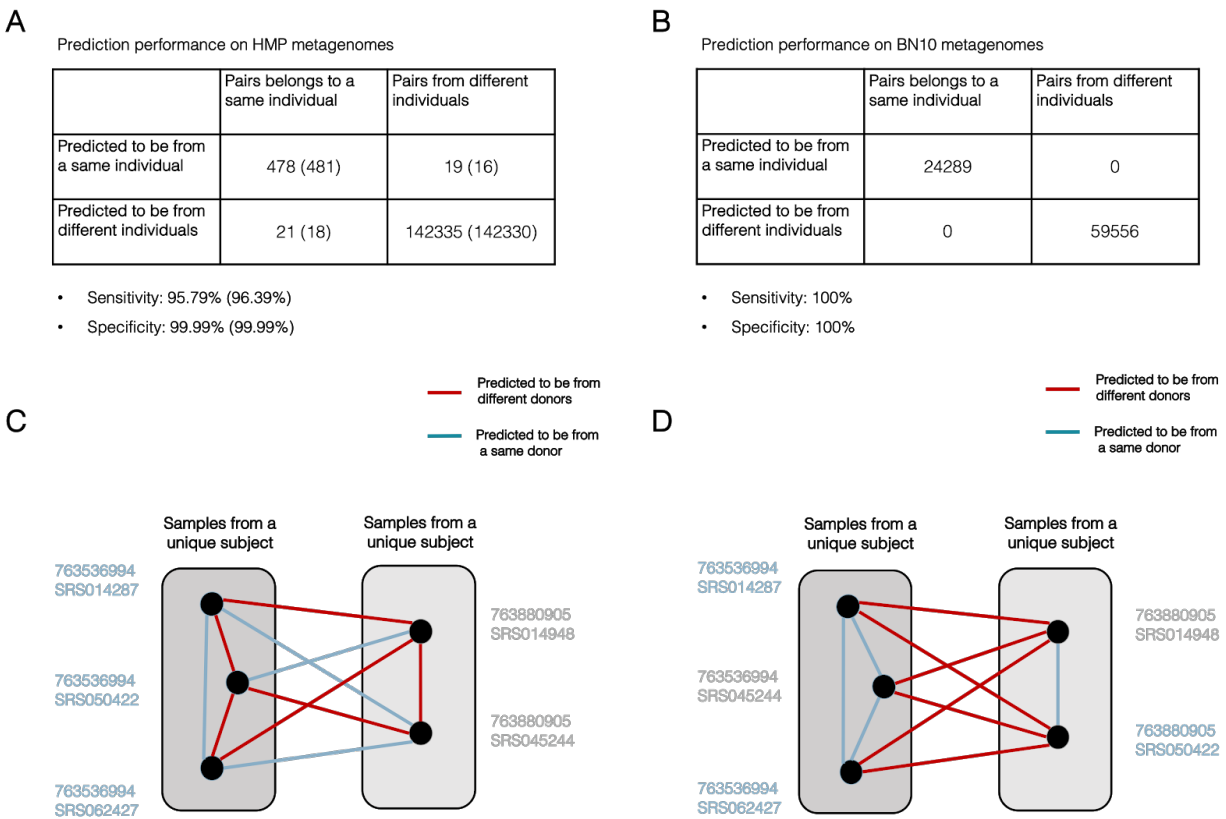 A
Prediction performance on HMP metagenomes
Pairs belongs to a
same individual
Pairs from different
individuals
Predicted to be from
a same individual
478 (481)
19 (16)
Predicted to be from
different individuals
21 (18)
142335 (142330)
• Sensitivity: 95.79% (96.39%)
• Specificity: 99.99% (99.99%)
B
Prediction performance on BN10 metagenomes
Pairs belongs to a
same individual
Pairs from different
individuals
Predicted to be from
a same individual
24289
0
Predicted to be from
different individuals
0
59556
• Sensitivity: 100%
• Specificity: 100%
C
Predicted to be from
different donors
Predicted to be from
a same donor
Samples from a
unique subject
Samples from a
unique subject
763536994
SRS014287
763536994
SRS050422
763536994
SRS062427
763880905
SRS014948
763880905
SRS045244
D
Predicted to be from
different donors
Predicted to be from
a same donor
Samples from a
unique subject
Samples from a
unique subject
763536994
SRS014287
763536994
SRS045244
763536994
SRS062427
763880905
SRS014948
763880905
SRS050422